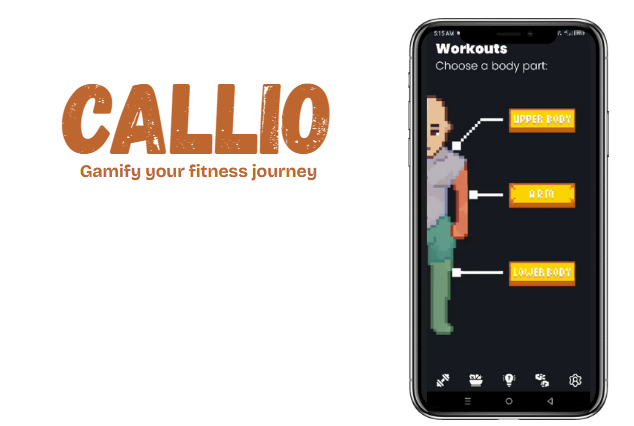 CALLIO
Gamify your fitness journey
5:15 AM
Workouts
Choose a body part:
UPPER BODY
ARM
LOWER BODY